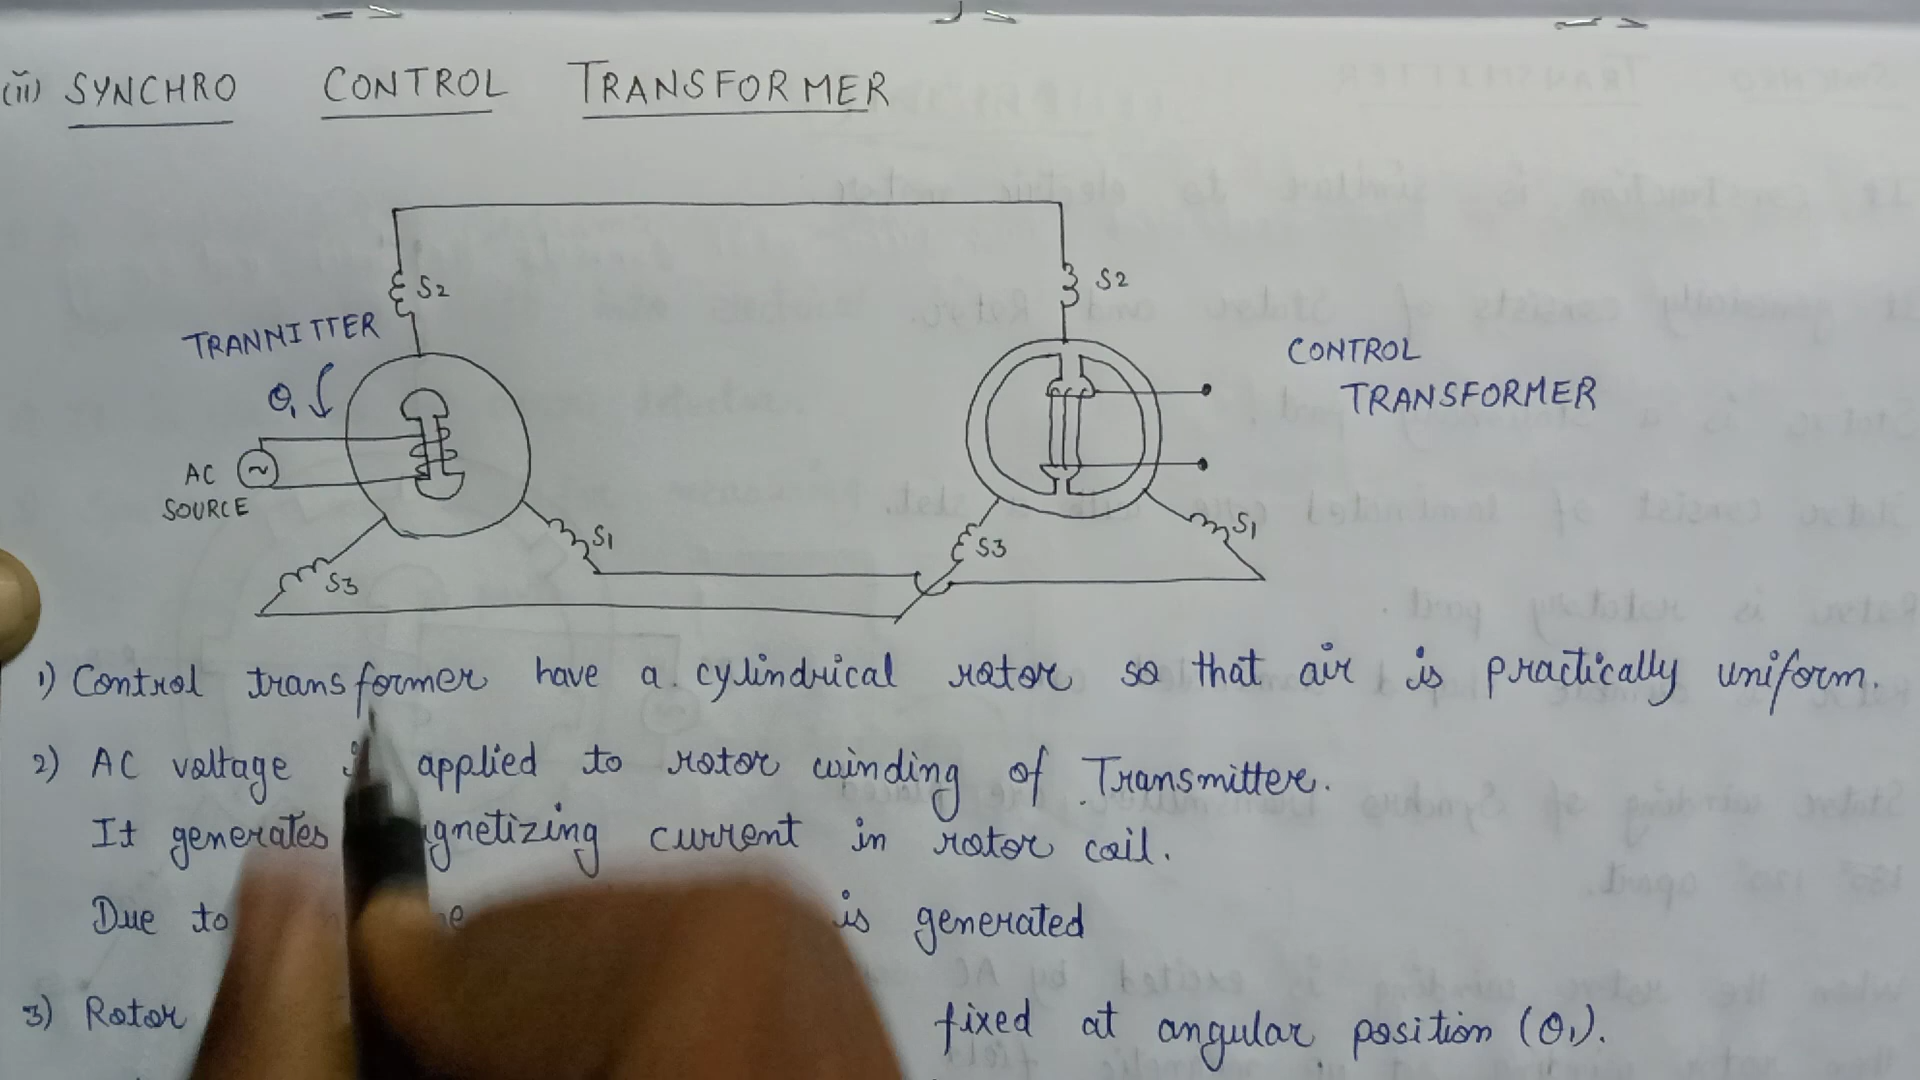 (ii) SYNCHRO CONTROL TRANSFORMER
S2
S2
TRANMITTER
θ1
CONTROL
TRANSFORMER
AC
SOURCE
S1
S3
S3
S1
1) Control transformer have a cylindrical rotor so that air is practically uniform.
2) AC voltage applied to rotor winding of Transmitter.
It generates current in rotor coil.
Due to is generated
3) Rotor fixed at angular position (θ1).